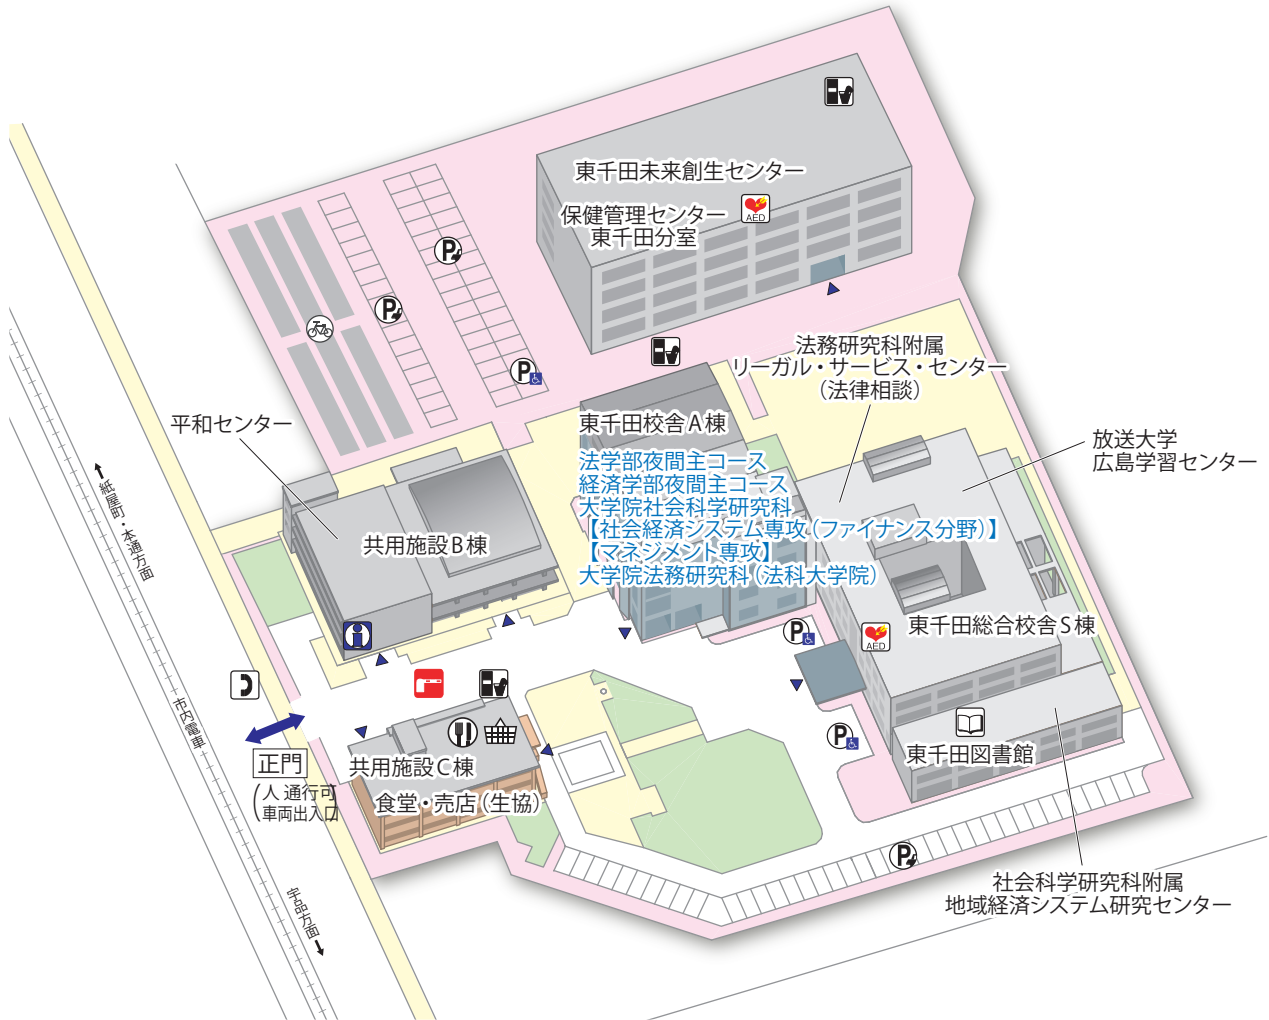 東千田未来創生センター
保健管理センター
東千田分室
AED
P
P
P
法務研究科附属
リーガル・サービス・センター
(法律相談)
東千田校舎A棟
法学部夜間主コース
経済学部夜間主コース
大学院社会科学研究科
【社会経済システム専攻(ファイナンス分野)】
【マネジメント専攻】
大学院法務研究科(法科大学院)
放送大学
広島学習センター
平和センター
共用施設B棟
紙屋町・本通方面
市内電車
宇品方面
東千田総合校舎S棟
AED
P
P
東千田図書館
正門
(人 通行可
車両出入口)
共用施設C棟
食堂・売店(生協)
P
社会科学研究科附属
地域経済システム研究センター